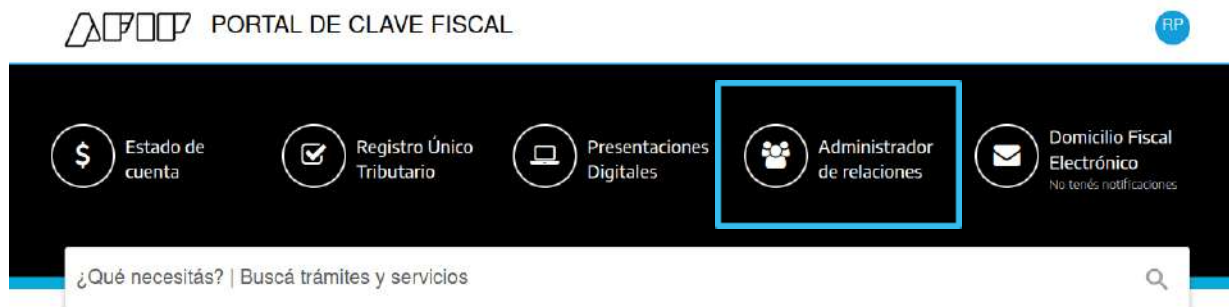 AFIP PORTAL DE CLAVE FISCAL
RP
$ Estado de
cuenta
Registro Único
Tributario
Presentaciones
Digitales
Administrador
de relaciones
Domicilio Fiscal
Electrónico
No tenés notificaciones
¿Qué necesitás? | Buscá trámites y servicios